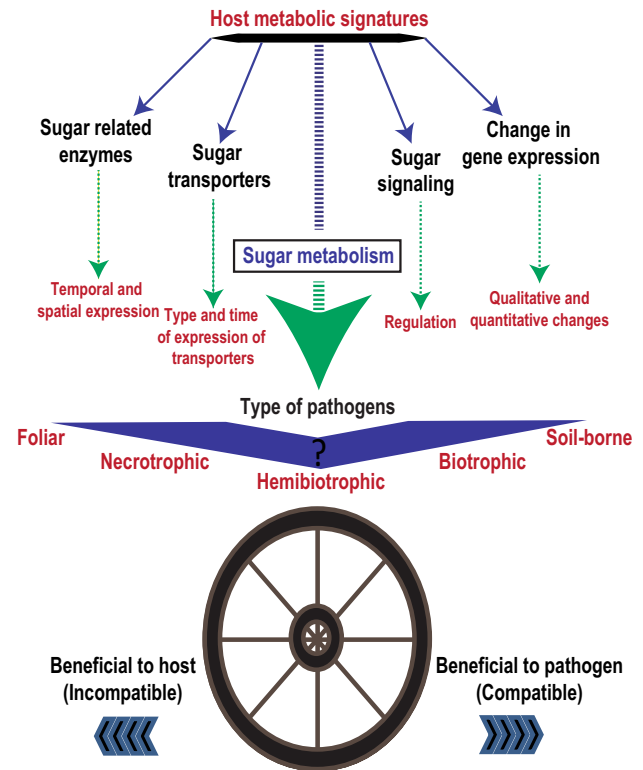 Host metabolic signatures
Sugar related
enzymes
Sugar
transporters
Sugar
signaling
Change in
gene expression
Sugar metabolism
Temporal and
spatial expression
Type and time
of expression of
transporters
Regulation
Qualitative and
quantitative changes
Type of pathogens
Foliar
Necrotrophic
?
Hemibiotrophic
Biotrophic
Soil-borne
Beneficial to host
(Incompatible)
Beneficial to pathogen
(Compatible)